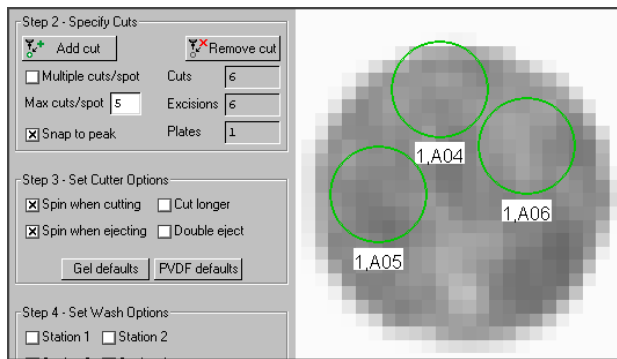 Step 2 - Specify Cuts
Add cut
Remove cut
Multiple cuts/spot
Cuts 6
Max cuts/spot 5
Excisions 6
Snap to peak
Plates 1
Step 3 - Set Cutter Options
Spin when cutting
Cut longer
Spin when ejecting
Double eject
Gel defaults
PVDF defaults
Step 4 - Set Wash Options
Station 1
Station 2
1,A04
1,A06
1,A05